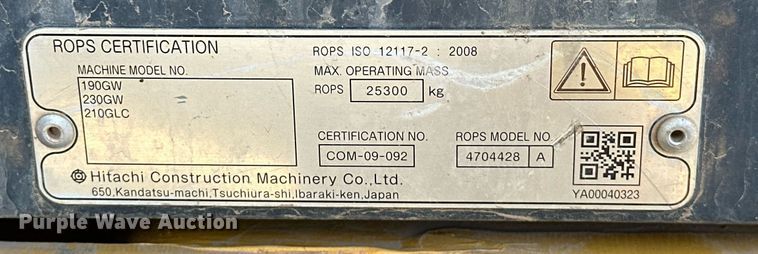 ROPS CERTIFICATION
ROPS ISO 12117-2 : 2008
MACHINE MODEL NO.
190GW
230GW
210GLC
MAX. OPERATING MASS
ROPS 25300 kg
CERTIFICATION NO.
COM-09-092
ROPS MODEL NO.
4704428 A
Hitachi Construction Machinery Co.,Ltd.
650,Kandatsu-machi,Tsuchiura-shi,Ibaraki-ken,Japan
YA00040323
Purple Wave Auction